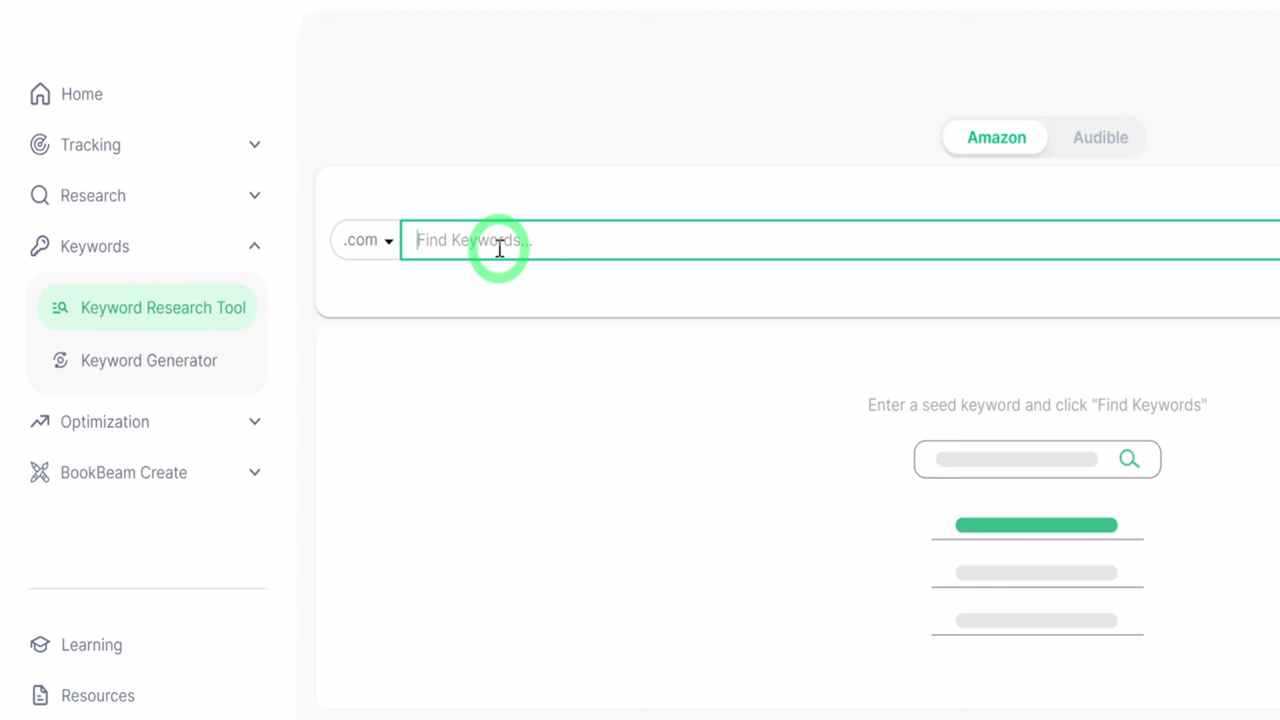 Home
Tracking
Research
Keywords
Keyword Research Tool
Keyword Generator
Optimization
BookBeam Create
Learning
Resources
Amazon Audible
.com Find Keywords...
Enter a seed keyword and click "Find Keywords"